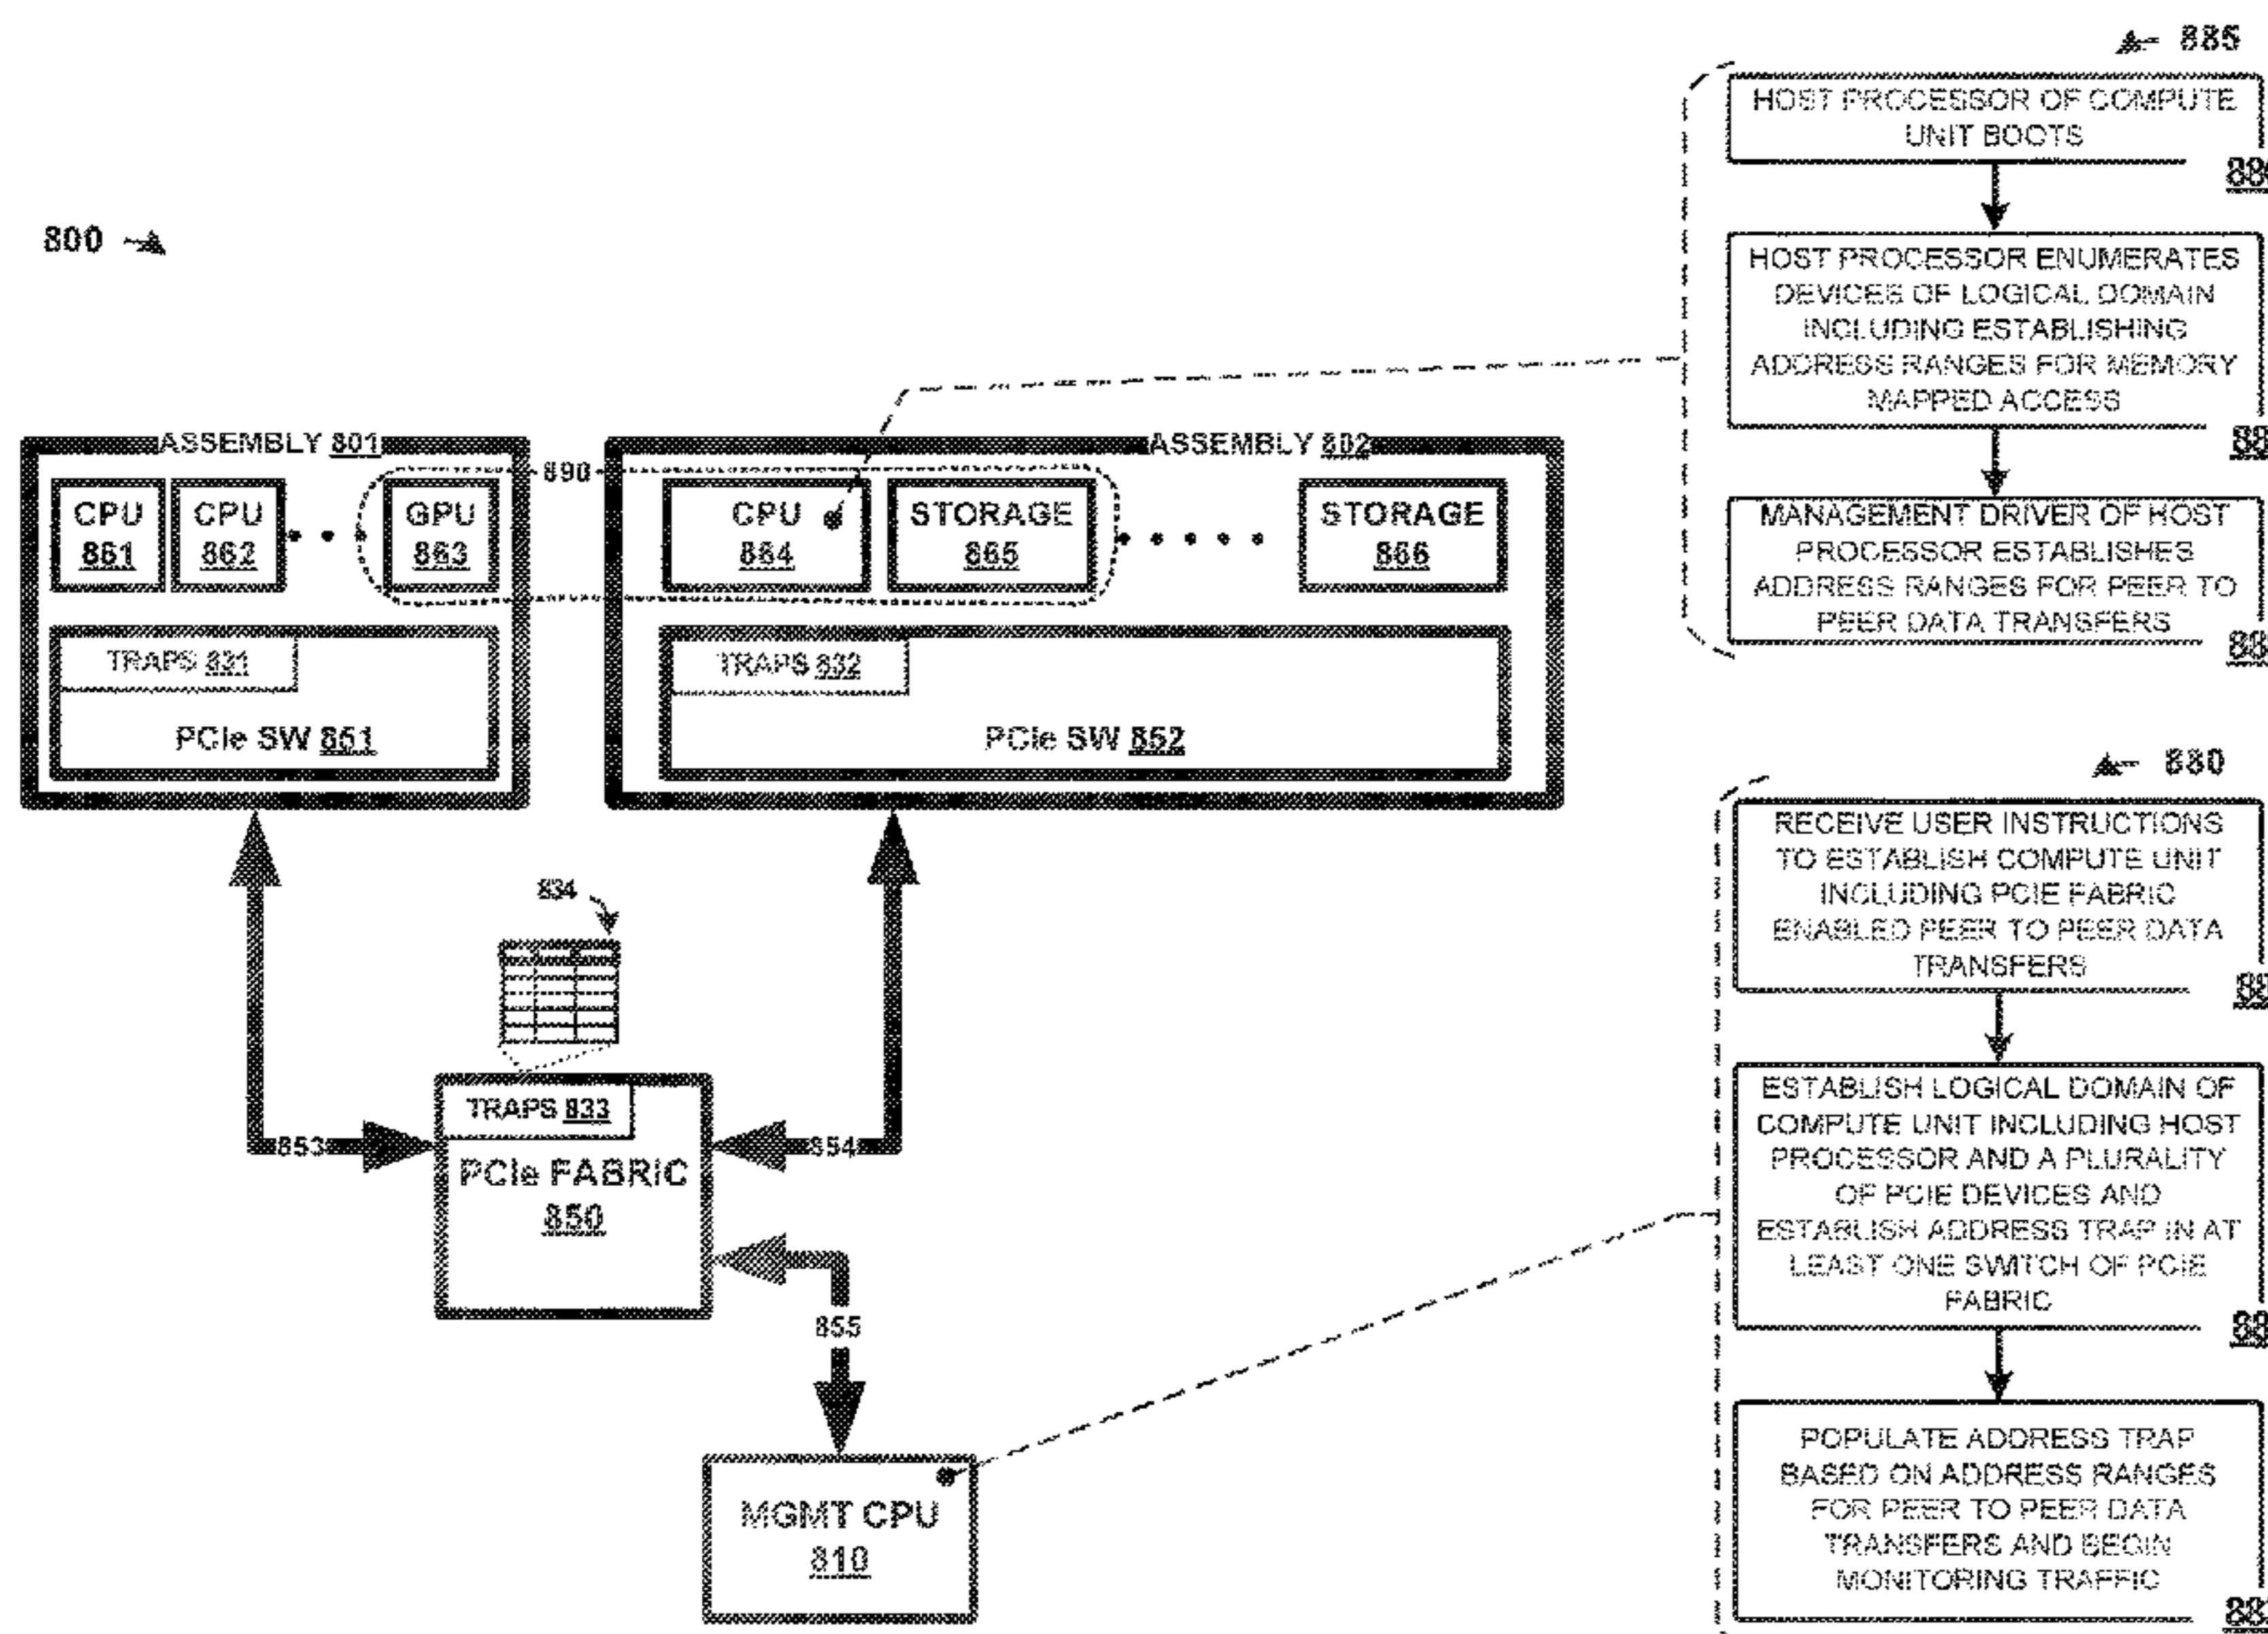 800
ASSEMBLY 801
CPU
861
CPU
862
GPU
863
TRAPS 831
PCIe SW 851
890
ASSEMBLY 802
CPU
864
STORAGE
865
STORAGE
866
TRAPS 832
PCIe SW 852
853
834
TRAPS 833
PCIe FABRIC
850
854
855
MGMT CPU
810
885
HOST PROCESSOR OF COMPUTE
UNIT BOOTS
HOST PROCESSOR ENUMERATES
DEVICES OF LOGICAL DOMAIN
INCLUDING ESTABLISHING
ADDRESS RANGES FOR MEMORY
MAPPED ACCESS
MANAGEMENT DRIVER OF HOST
PROCESSOR ESTABLISHES
ADDRESS RANGES FOR PEER TO
PEER DATA TRANSFERS
880
RECEIVE USER INSTRUCTIONS
TO ESTABLISH COMPUTE UNIT
INCLUDING PCIE FABRIC
ENABLED PEER TO PEER DATA
TRANSFERS
ESTABLISH LOGICAL DOMAIN OF
COMPUTE UNIT INCLUDING HOST
PROCESSOR AND A PLURALITY
OF PCIE DEVICES AND
ESTABLISH ADDRESS TRAP IN AT
LEAST ONE SWITCH OF PCIE
FABRIC
POPULATE ADDRESS TRAP
BASED ON ADDRESS RANGES
FOR PEER TO PEER DATA
TRANSFERS AND BEGIN
MONITORING TRAFFIC